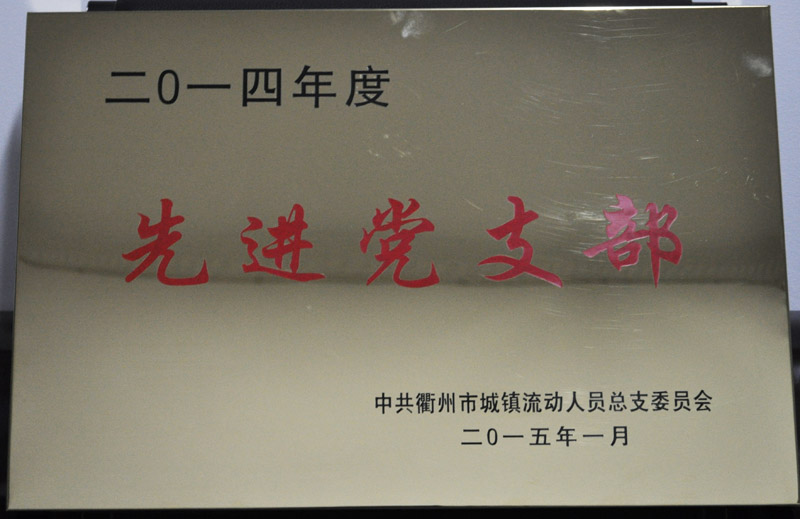 二0一四年度
先进党支部
中共衢州市城镇流动人员总支委员会
二0一五年一月